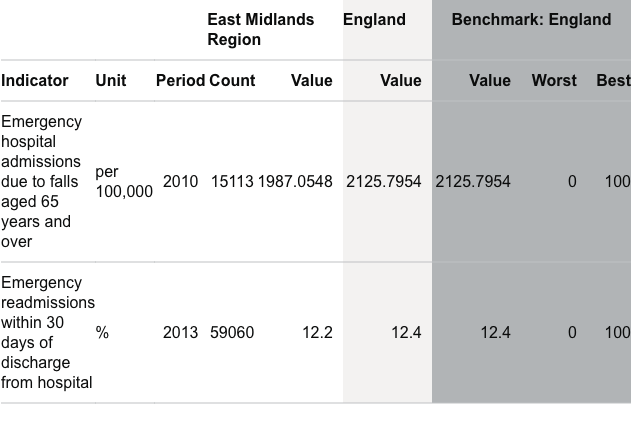 East Midlands Region England Benchmark: England
Indicator Unit Period Count Value Value Value Worst Best
Emergency
hospital
admissions
due to falls
aged 65
years and
over
per
100,000
2010 15113 1987.0548 2125.7954 2125.7954 0 100
Emergency
readmissions
within 30
days of
discharge
from hospital
% 2013 59060 12.2 12.4 12.4 0 100